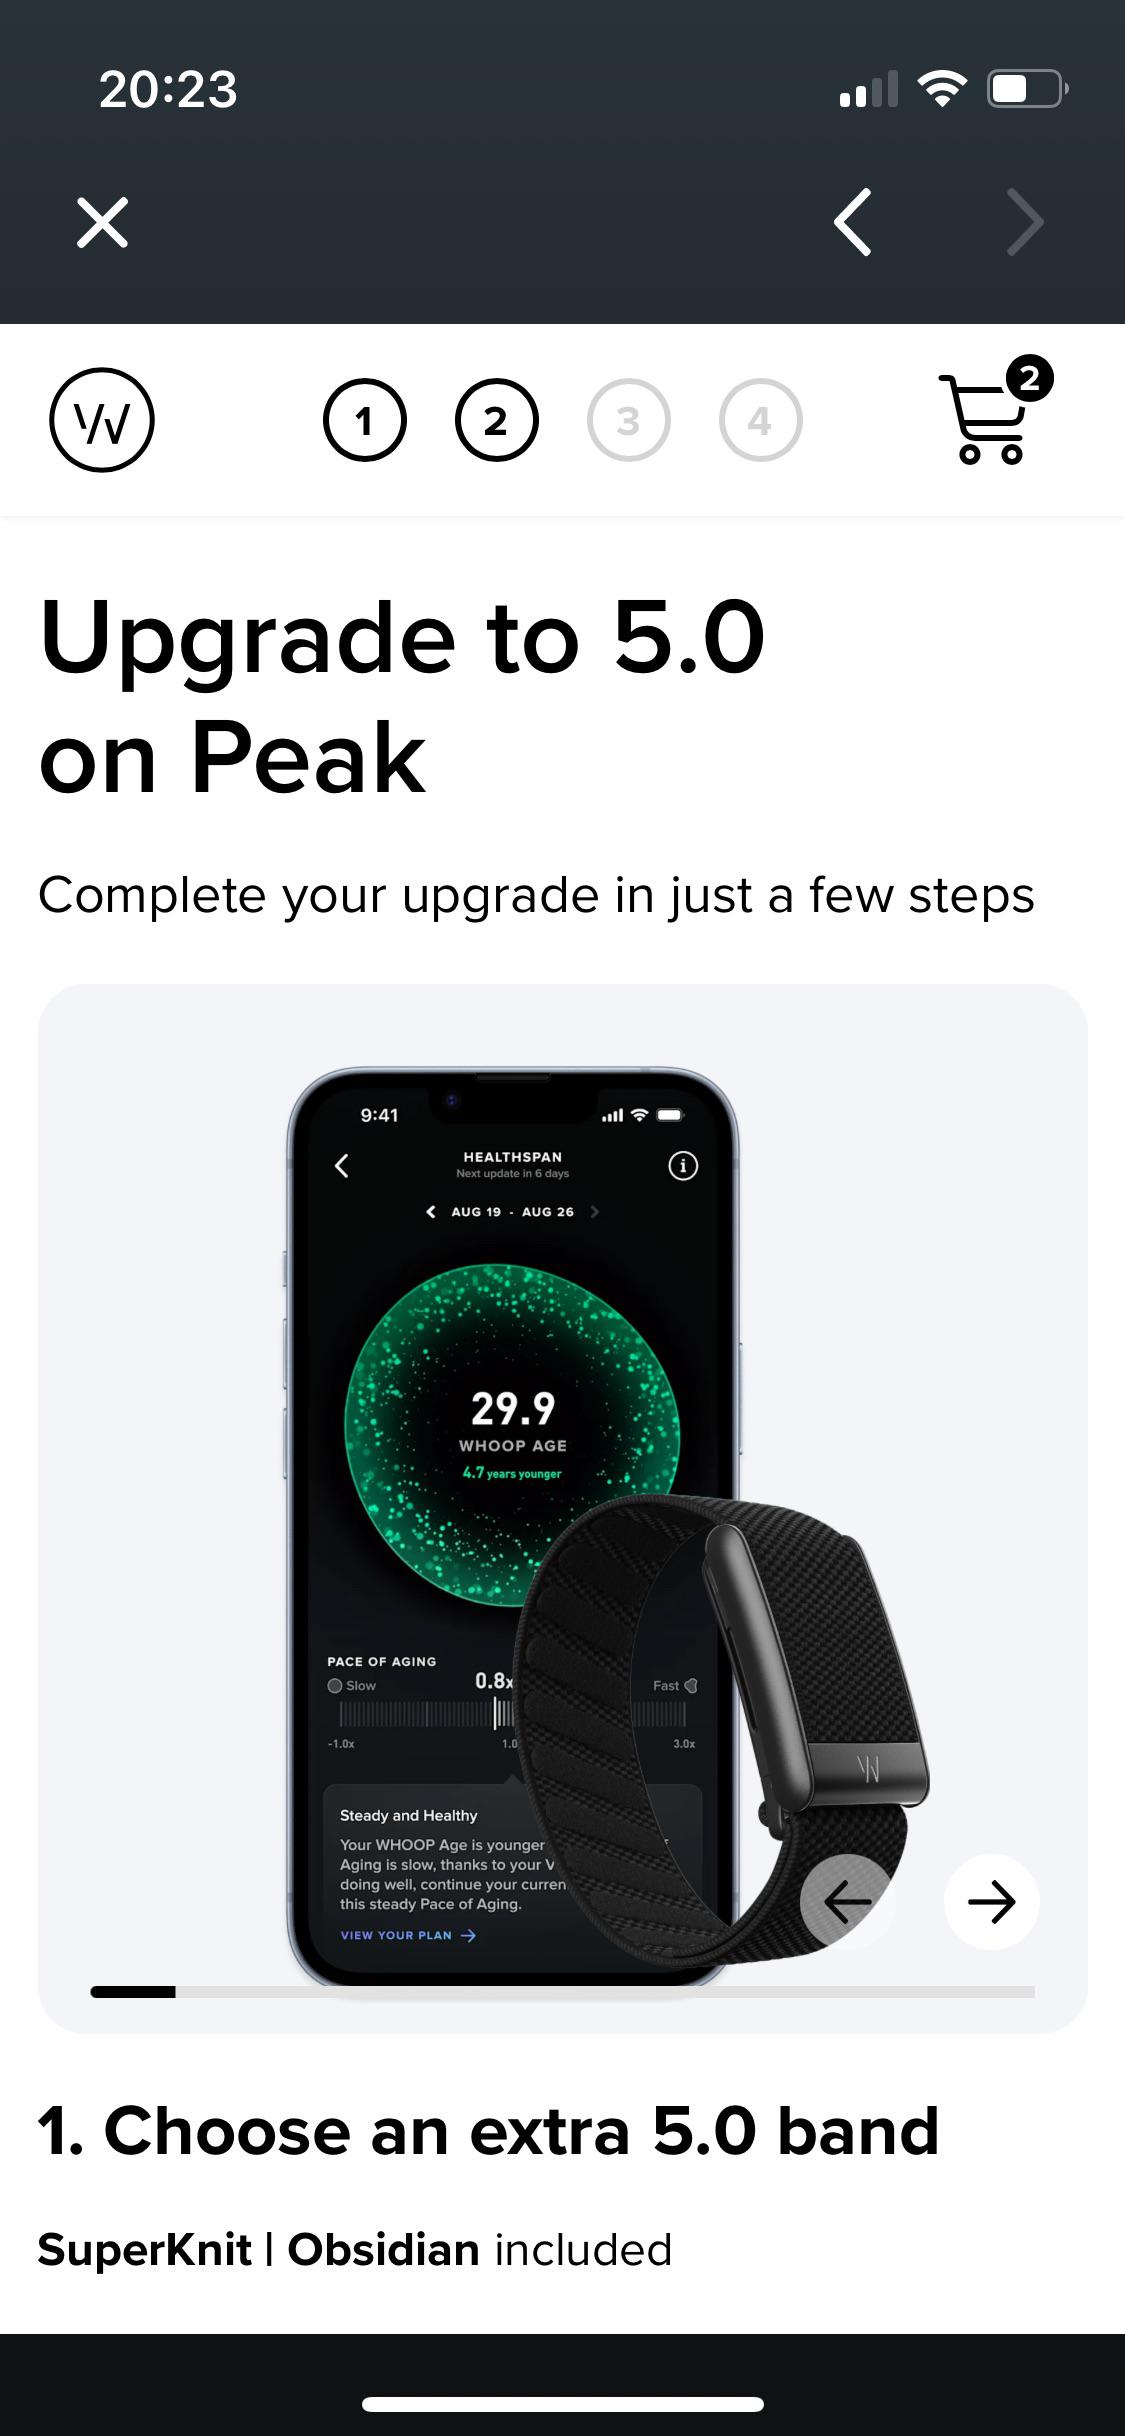 20:23
1 2 3 4
2
Upgrade to 5.0
on Peak
Complete your upgrade in just a few steps
9:41
HEALTHSPAN
Next update in 6 days
AUG 19 - AUG 26
29.9
WHOOP AGE
4.7 years younger
PACE OF AGING
Slow
0.8x
Fast
-1.0x
1.0
3.0x
Steady and Healthy
Your WHOOP Age is younger
Aging is slow, thanks to your
doing well, continue your
this steady Pace of Aging.
VIEW YOUR PLAN
1. Choose an extra 5.0 band
SuperKnit | Obsidian included